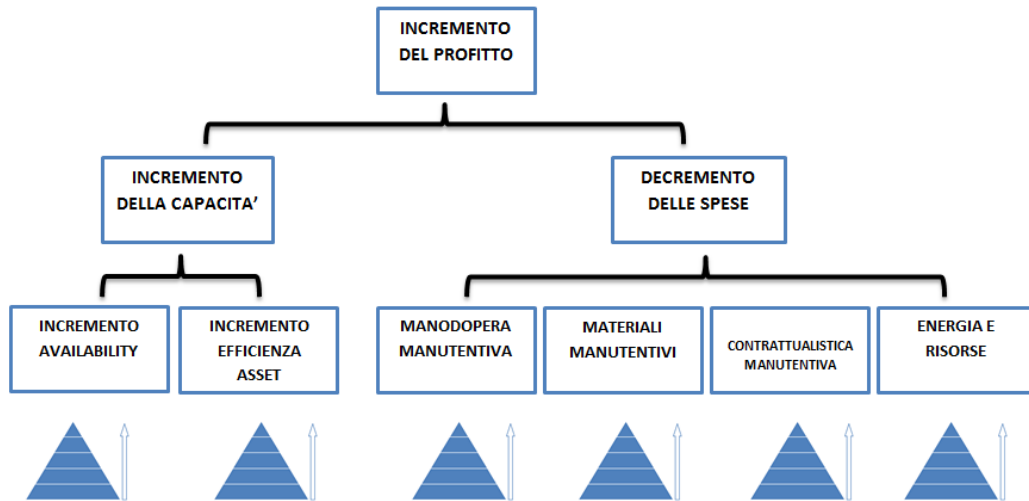 INCREMENTO
DEL PROFITTO
INCREMENTO
DELLA CAPACITA’
DECREMENTO
DELLE SPESE
INCREMENTO
AVAILABILITY
INCREMENTO
EFFICIENZA
ASSET
MANODOPERA
MANUTENTIVA
MATERIALI
MANUTENTIVI
CONTRATTUALISTICA
MANUTENTIVA
ENERGIA E
RISORSE